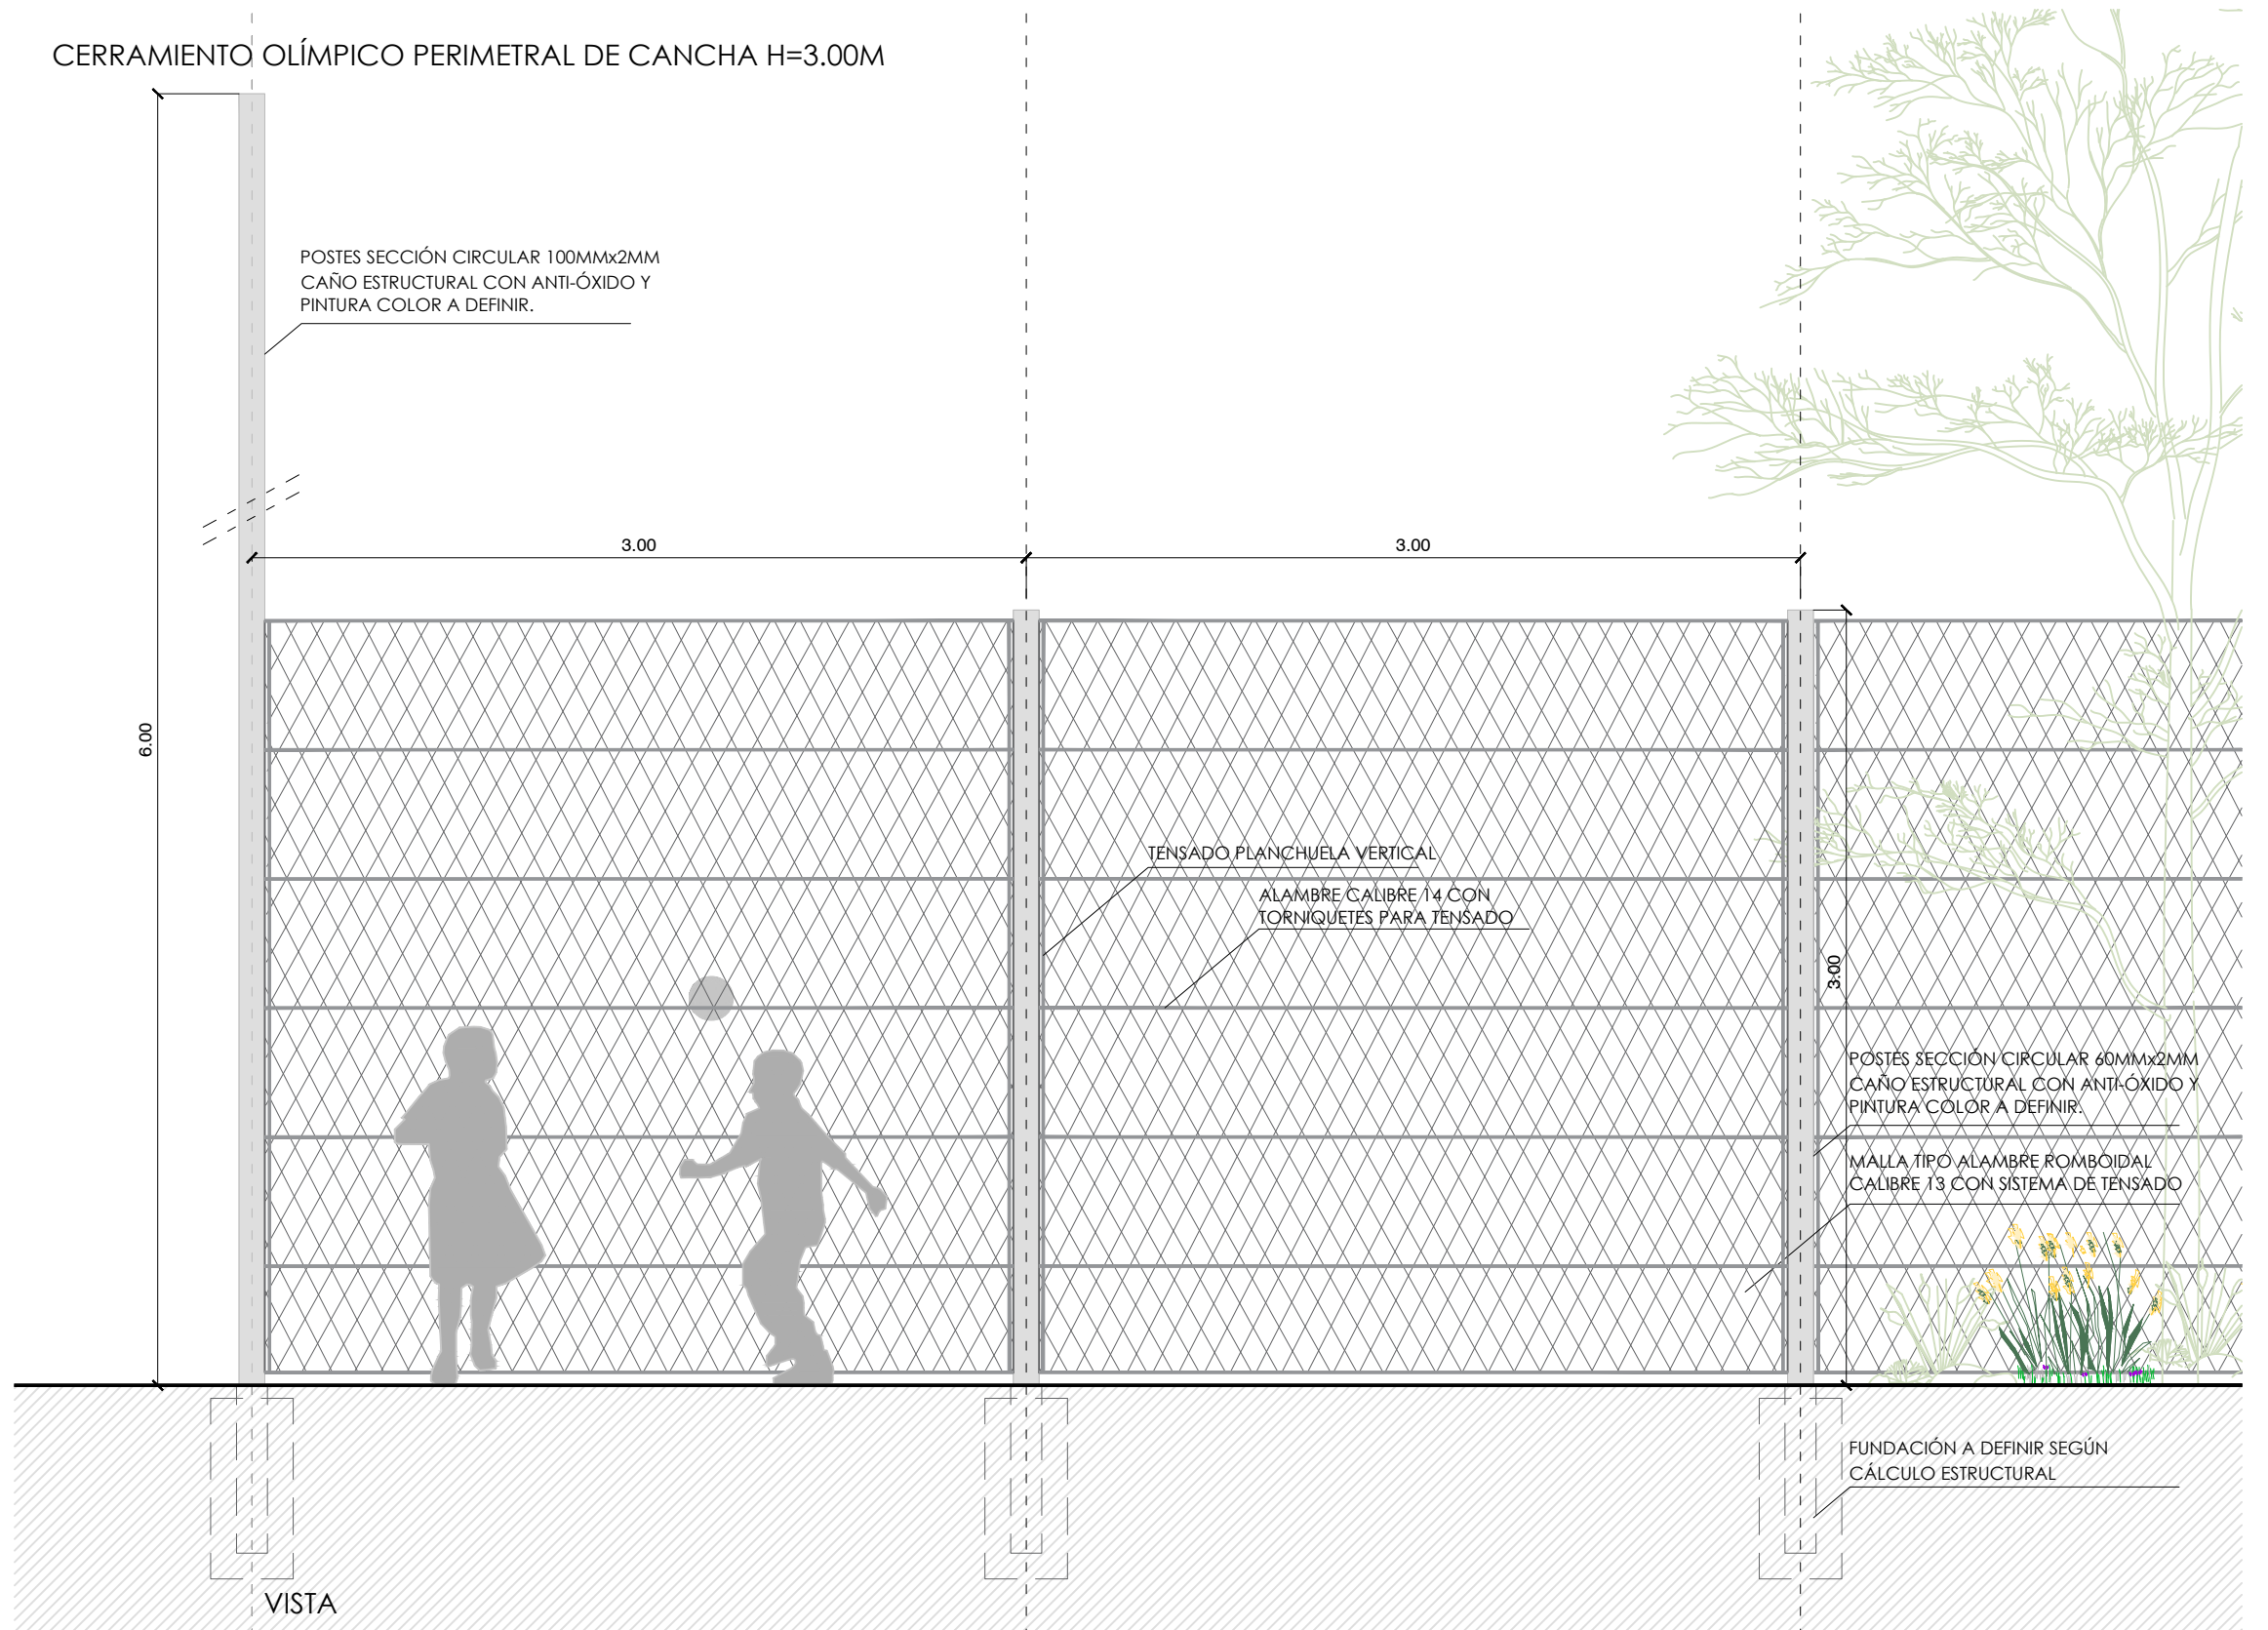 CERRAMIENTO OLÍMPICO PERIMETRAL DE CANCHA H=3.00M
POSTES SECCIÓN CIRCULAR 100MMx2MM
CAÑO ESTRUCTURAL CON ANTI-ÓXIDO Y
PINTURA COLOR A DEFINIR.
3.00
3.00
6.00
TENSADO PLANCHUELA VERTICAL
ALAMBRE CALIBRE 14 CON
TORNIQUETES PARA TENSADO
3.00
POSTES SECCIÓN CIRCULAR 60MMx2MM
CAÑO ESTRUCTURAL CON ANTI-ÓXIDO Y
PINTURA COLOR A DEFINIR.
MALLA TIPO ALAMBRE ROMBOIDAL
CALIBRE 13 CON SISTEMA DE TENSADO
FUNDACIÓN A DEFINIR SEGÚN
CÁLCULO ESTRUCTURAL
VISTA